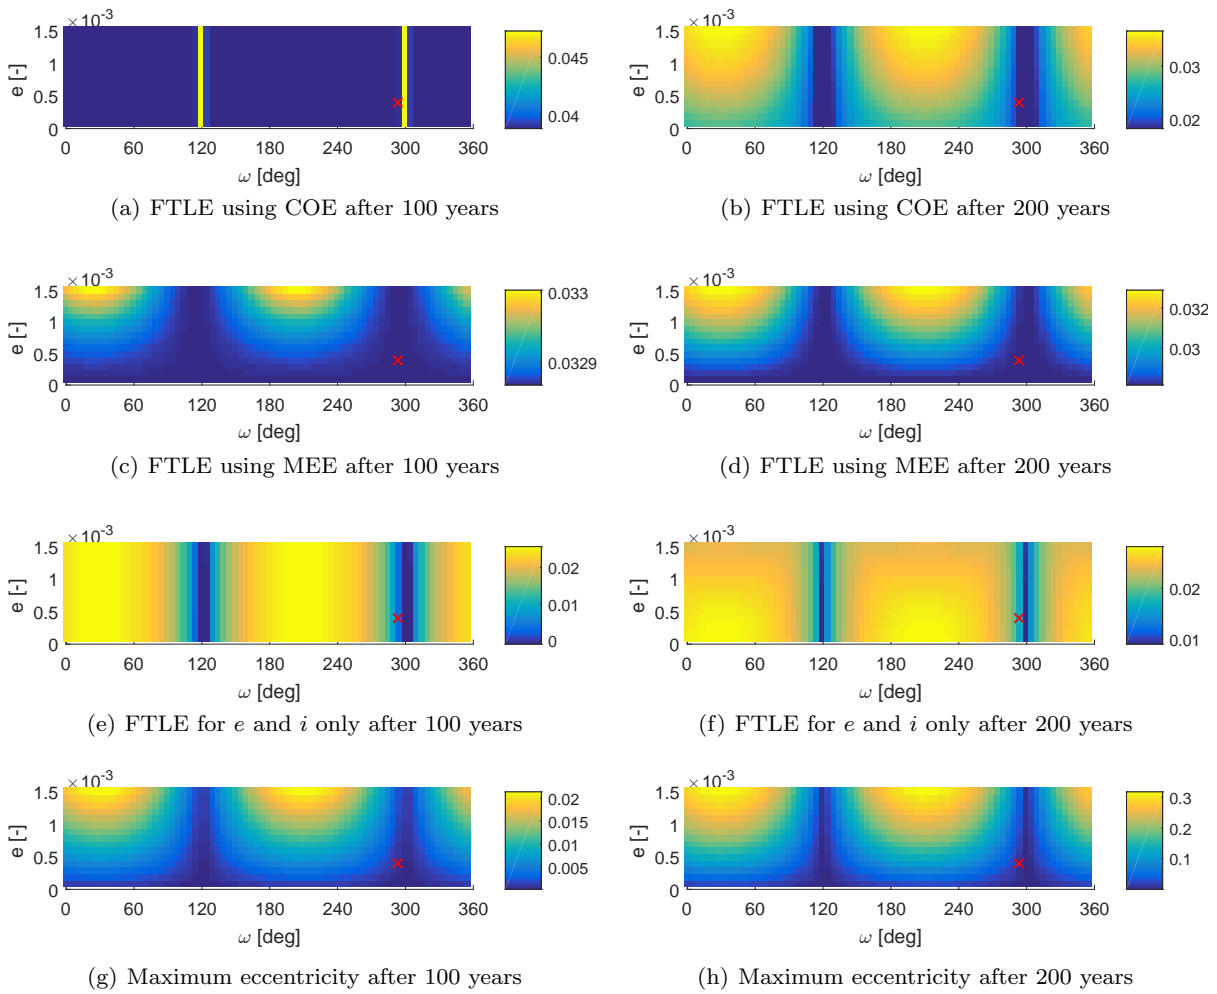 ×10-3
1.5
1
0.5
0
e [-]
0 60 120 180 240 300 360
ω [deg]
0.045
0.04
(a) FTLE using COE after 100 years
×10-3
1.5
1
0.5
0
e [-]
0 60 120 180 240 300 360
ω [deg]
0.03
0.02
(b) FTLE using COE after 200 years
×10-3
1.5
1
0.5
0
e [-]
0 60 120 180 240 300 360
ω [deg]
0.033
0.0329
(c) FTLE using MEE after 100 years
×10-3
1.5
1
0.5
0
e [-]
0 60 120 180 240 300 360
ω [deg]
0.032
0.03
(d) FTLE using MEE after 200 years
×10-3
1.5
1
0.5
0
e [-]
0 60 120 180 240 300 360
ω [deg]
0.02
0.01
0
(e) FTLE for e and i only after 100 years
×10-3
1.5
1
0.5
0
e [-]
0 60 120 180 240 300 360
ω [deg]
0.02
0.01
(f) FTLE for e and i only after 200 years
×10-3
1.5
1
0.5
0
e [-]
0 60 120 180 240 300 360
ω [deg]
0.02
0.015
0.01
0.005
(g) Maximum eccentricity after 100 years
×10-3
1.5
1
0.5
0
e [-]
0 60 120 180 240 300 360
ω [deg]
0.3
0.2
0.1
(h) Maximum eccentricity after 200 years